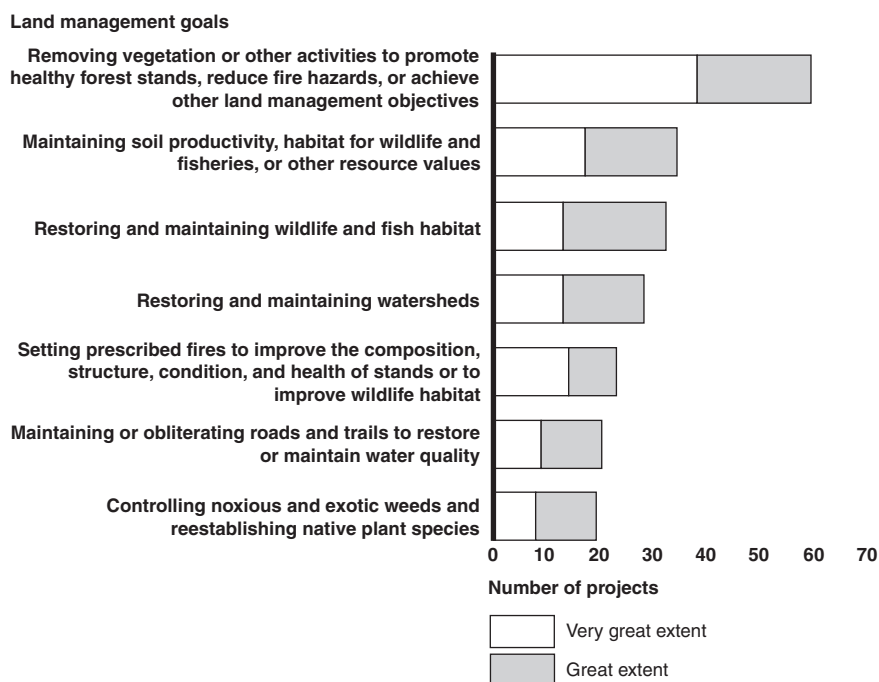 Land management goals
Removing vegetation or other activities to promote
healthy forest stands, reduce fire hazards, or achieve
other land management objectives
Maintaining soil productivity, habitat for wildlife and
fisheries, or other resource values
Restoring and maintaining wildlife and fish habitat
Restoring and maintaining watersheds
Setting prescribed fires to improve the composition,
structure, condition, and health of stands or to
improve wildlife habitat
Maintaining or obliterating roads and trails to restore
or maintain water quality
Controlling noxious and exotic weeds and
reestablishing native plant species
0 10 20 30 40 50 60 70
Number of projects
Very great extent
Great extent